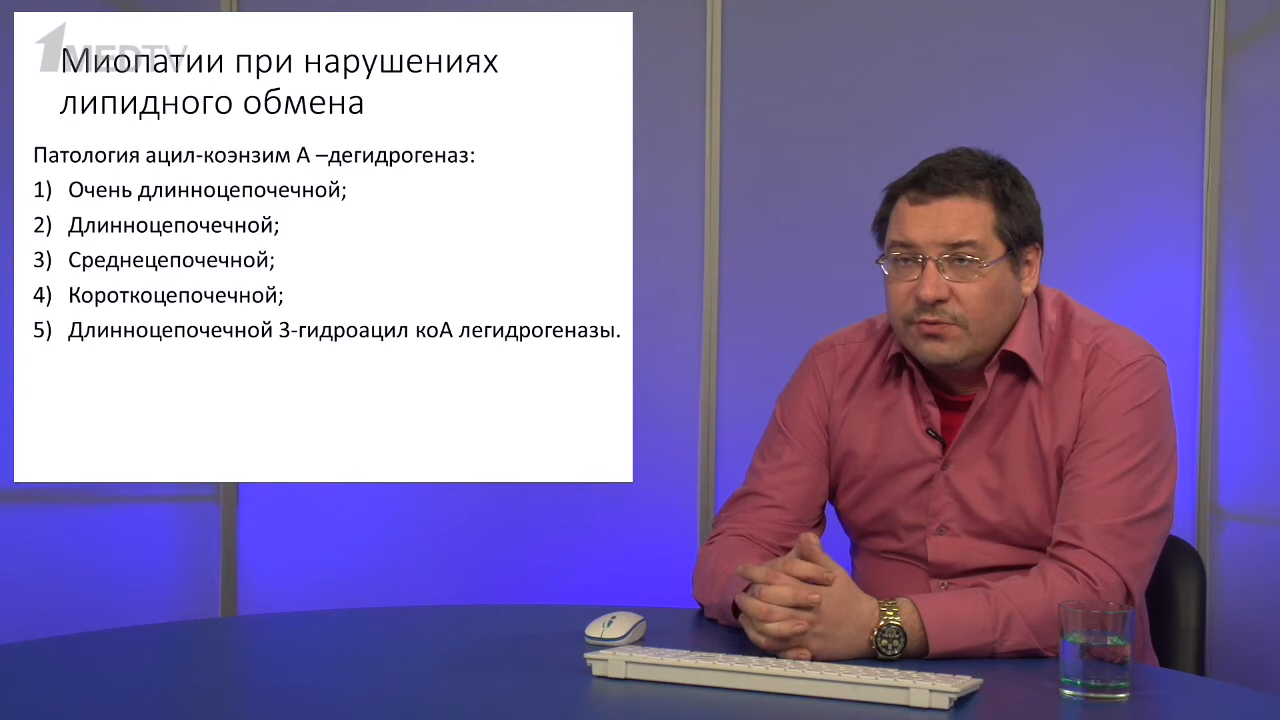 1MEDTV
Миопатии при нарушениях
липидного обмена
Патология ацил-коэнзим А –дегидрогеназ:
1) Очень длинноцепочечной;
2) Длинноцепочечной;
3) Среднецепочечной;
4) Короткоцепочечной;
5) Длинноцепочечной 3-гидроацил коА легидрогеназы.